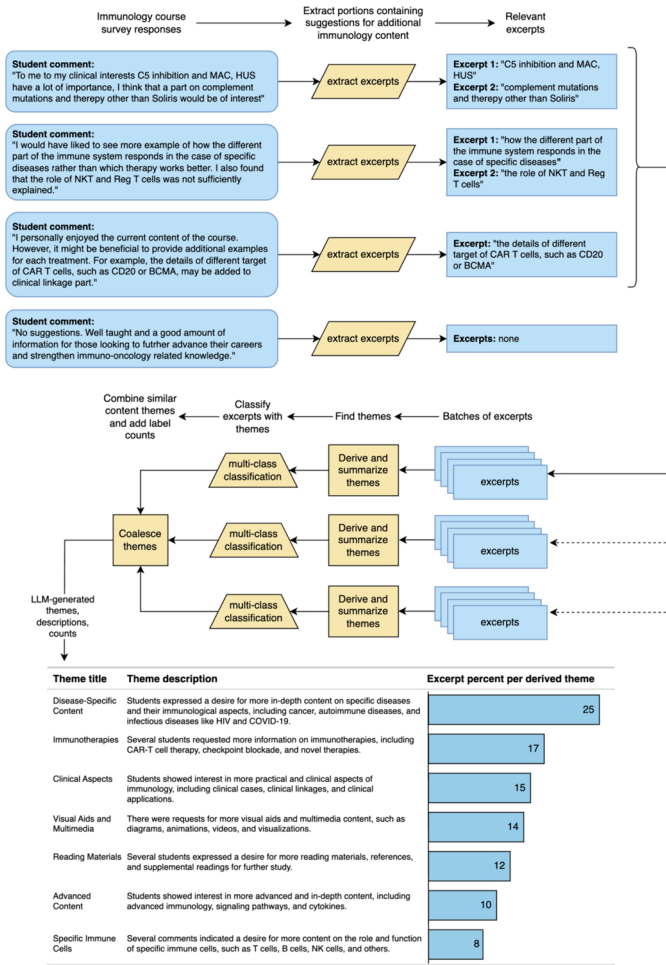 Immunology course
survey responses
Extract portions containing
suggestions for additional
immunology content
Relevant
excerpts
Student comment:
"To me to my clinical interests C5 inhibition and MAC, HUS
have a lot of importance, I think that a part on complement
mutations and therepy other than Soliris would be of interest"
extract excerpts
Excerpt 1: "C5 inhibition and MAC,
HUS"
Excerpt 2: "complement mutations
and therepy other than Soliris"
Student comment:
"I would have liked to see more example of how the different
part of the immune system responds in the case of specific
diseases rather than which therapy works better. I also found
that the role of NKT and Reg T cells was not sufficiently
explained."
extract excerpts
Excerpt 1: "how the different part of
the immune system responds in the
case of specific diseases"
Excerpt 2: "the role of NKT and Reg
T cells"
Student comment:
"I personally enjoyed the current content of the course.
However, it might be beneficial to provide additional examples
for each treatment. For example, the details of different target
of CAR T cells, such as CD20 or BCMA, may be added to
clinical linkage part."
extract excerpts
Excerpt: "the details of different
target of CAR T cells, such as CD20
or BCMA"
Student comment:
"No suggestions. Well taught and a good amount of
information for those looking to futrher advance their careers
and strengthen immuno-oncology related knowledge."
extract excerpts
Excerpts: none
Combine similar
content themes
and add label
counts
Classify
excerpts with
themes
Find themes
Batches of excerpts
multi-class
classification
Derive and
summarize
themes
excerpts
Coalesce
themes
multi-class
classification
Derive and
summarize
themes
excerpts
multi-class
classification
Derive and
summarize
themes
excerpts
LLM-generated
themes,
descriptions,
counts
Theme title
Theme description
Excerpt percent per derived theme
Disease-Specific
Content
Students expressed a desire for more in-depth content on specific diseases
and their immunological aspects, including cancer, autoimmune diseases, and
infectious diseases like HIV and COVID-19.
25
Immunotherapies
Several students requested more information on immunotherapies, including
CAR-T cell therapy, checkpoint blockade, and novel therapies.
17
Clinical Aspects
Students showed interest in more practical and clinical aspects of
immunology, including clinical cases, clinical linkages, and clinical
applications.
15
Visual Aids and
Multimedia
There were requests for more visual aids and multimedia content, such as
diagrams, animations, videos, and visualizations.
14
Reading Materials
Several students expressed a desire for more reading materials, references,
and supplemental readings for further study.
12
Advanced
Content
Students showed interest in more advanced and in-depth content, including
advanced immunology, signaling pathways, and cytokines.
10
Specific Immune
Cells
Several comments indicated a desire for more content on the role and function
of specific immune cells, such as T cells, B cells, NK cells, and others.
8